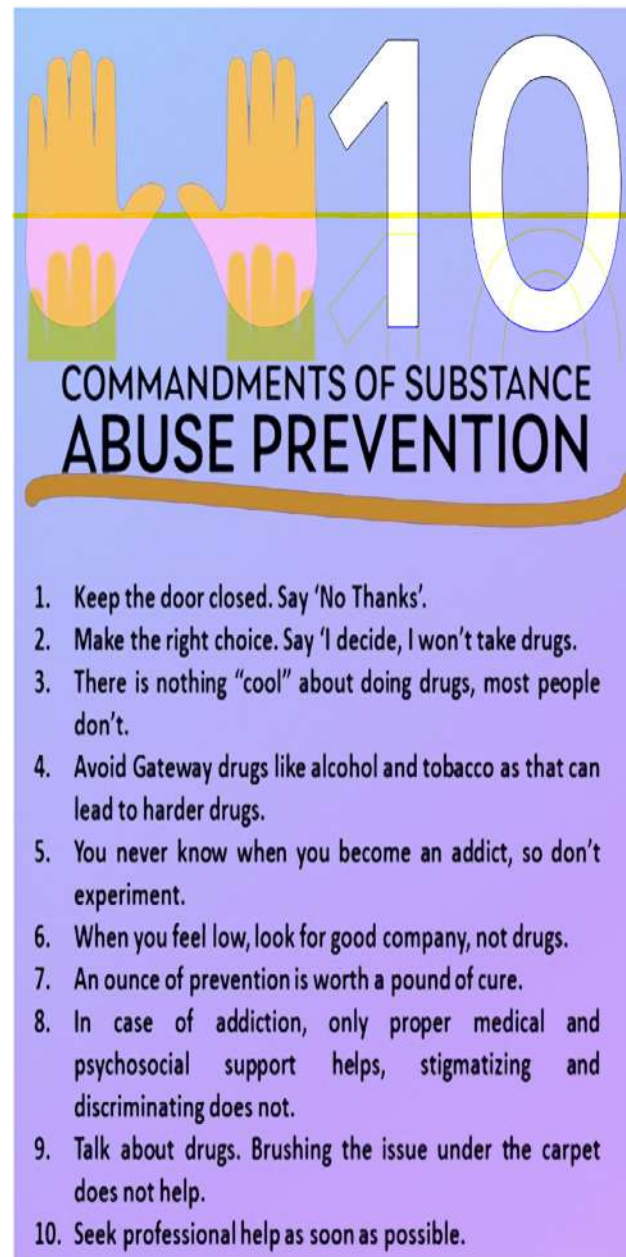 10
COMMANDMENTS OF SUBSTANCE
ABUSE PREVENTION
1. Keep the door closed. Say ‘No Thanks’.
2. Make the right choice. Say ‘I decide, I won’t take drugs.
3. There is nothing “cool” about doing drugs, most people
don’t.
4. Avoid Gateway drugs like alcohol and tobacco as that can
lead to harder drugs.
5. You never know when you become an addict, so don’t
experiment.
6. When you feel low, look for good company, not drugs.
7. An ounce of prevention is worth a pound of cure.
8. In case of addiction, only proper medical and
psychosocial support helps, stigmatizing and
discriminating does not.
9. Talk about drugs. Brushing the issue under the carpet
does not help.
10. Seek professional help as soon as possible.